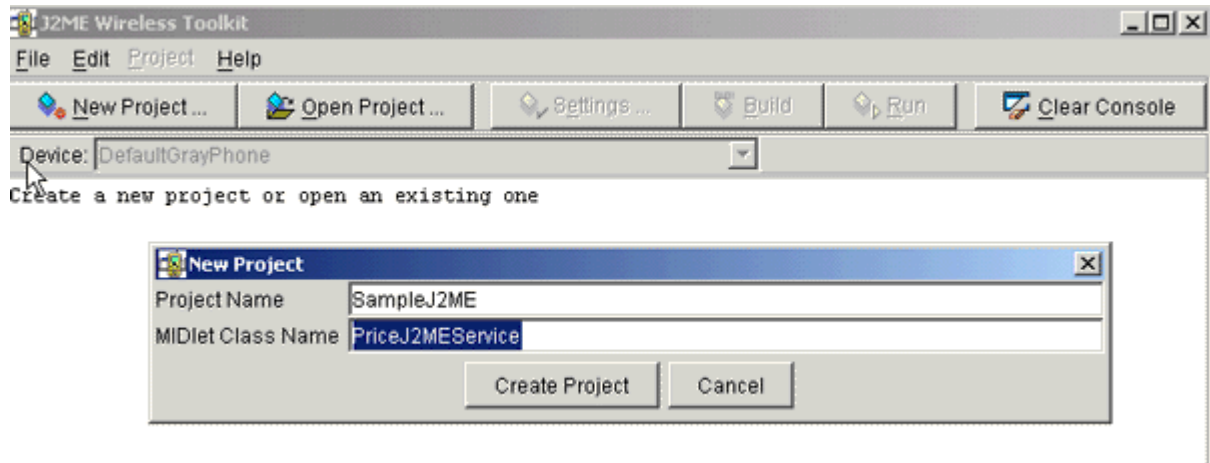 J2ME Wireless Toolkit
File Edit Project Help
New Project ... Open Project ... Settings ... Build Run Clear Console
Device: DefaultGrayPhone
Create a new project or open an existing one
New Project
Project Name SampleJ2ME
MIDlet Class Name PriceJ2MEService
Create Project Cancel